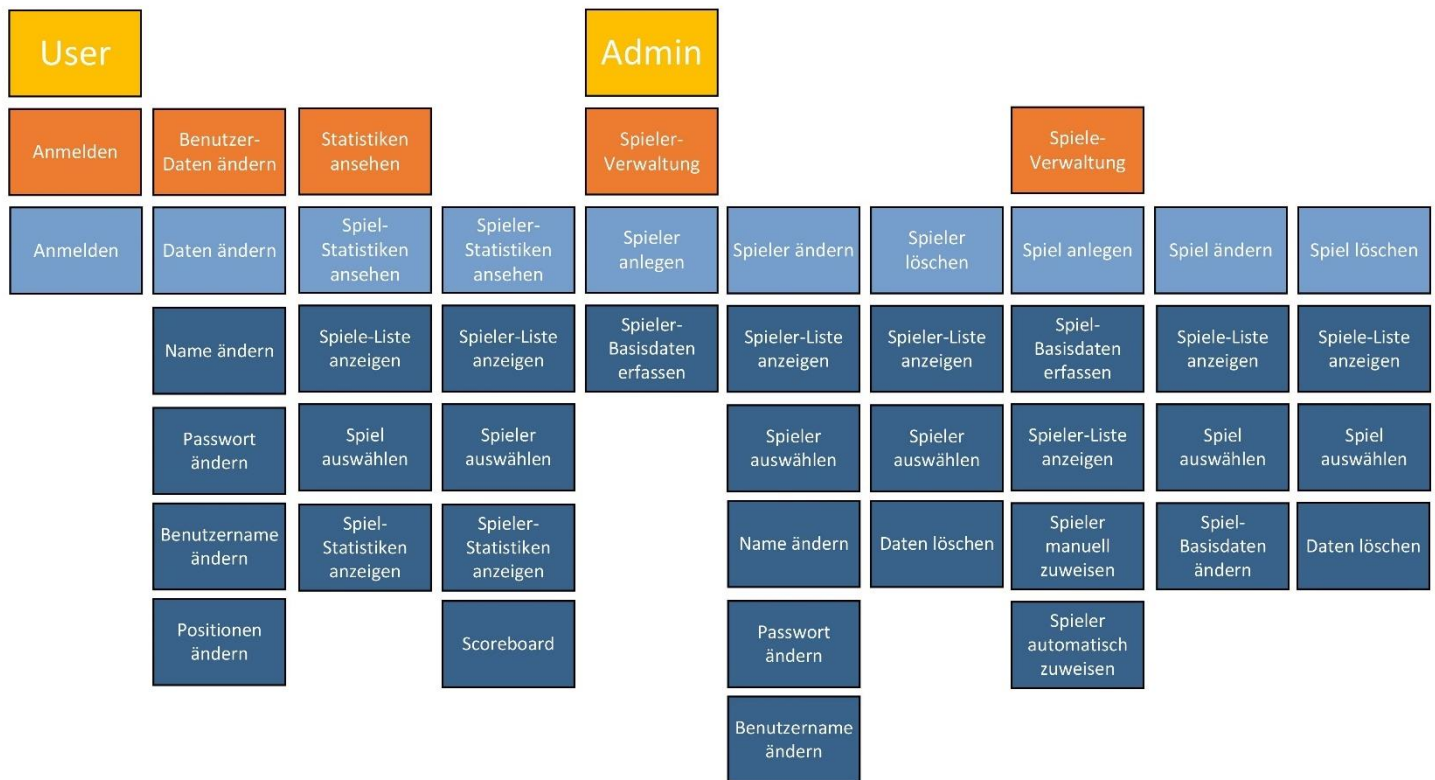 User
Admin
Anmelden
Benutzer-
Daten ändern
Statistiken
ansehen
Spieler-
Verwaltung
Spiele-
Verwaltung
Anmelden
Daten ändern
Spiel-
Statistiken
ansehen
Spieler-
Statistiken
ansehen
Spieler
anlegen
Spieler ändern
Spieler
löschen
Spiel anlegen
Spiel ändern
Spiel löschen
Name ändern
Spiele-Liste
anzeigen
Spieler-Liste
anzeigen
Spieler-
Basisdaten
erfassen
Spieler-Liste
anzeigen
Spieler-Liste
anzeigen
Spiel-
Basisdaten
erfassen
Spiele-Liste
anzeigen
Spiele-Liste
anzeigen
Passwort
ändern
Spiel
auswählen
Spieler
auswählen
Spieler
auswählen
Spieler
auswählen
Spieler-Liste
anzeigen
Spiel
auswählen
Spiel
auswählen
Benutzername
ändern
Spiel-
Statistiken
anzeigen
Spieler-
Statistiken
anzeigen
Name ändern
Daten löschen
Spieler
manuell
zuweisen
Spiel-
Basisdaten
ändern
Daten löschen
Positionen
ändern
Scoreboard
Passwort
ändern
Spieler
automatisch
zuweisen
Benutzername
ändern